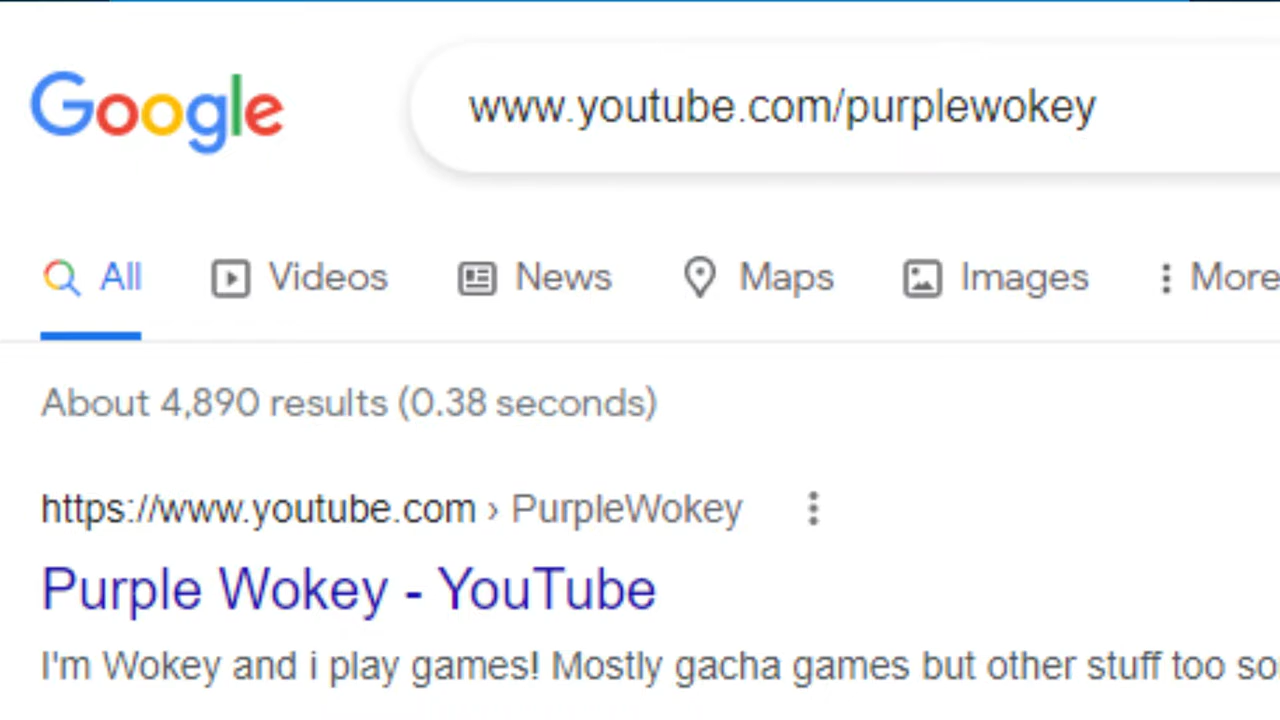 Google
www.youtube.com/purplewokey
All
Videos
News
Maps
Images
More
About 4,890 results (0.38 seconds)
https://www.youtube.com › PurpleWokey
Purple Wokey - YouTube
I'm Wokey and i play games! Mostly gacha games but other stuff too